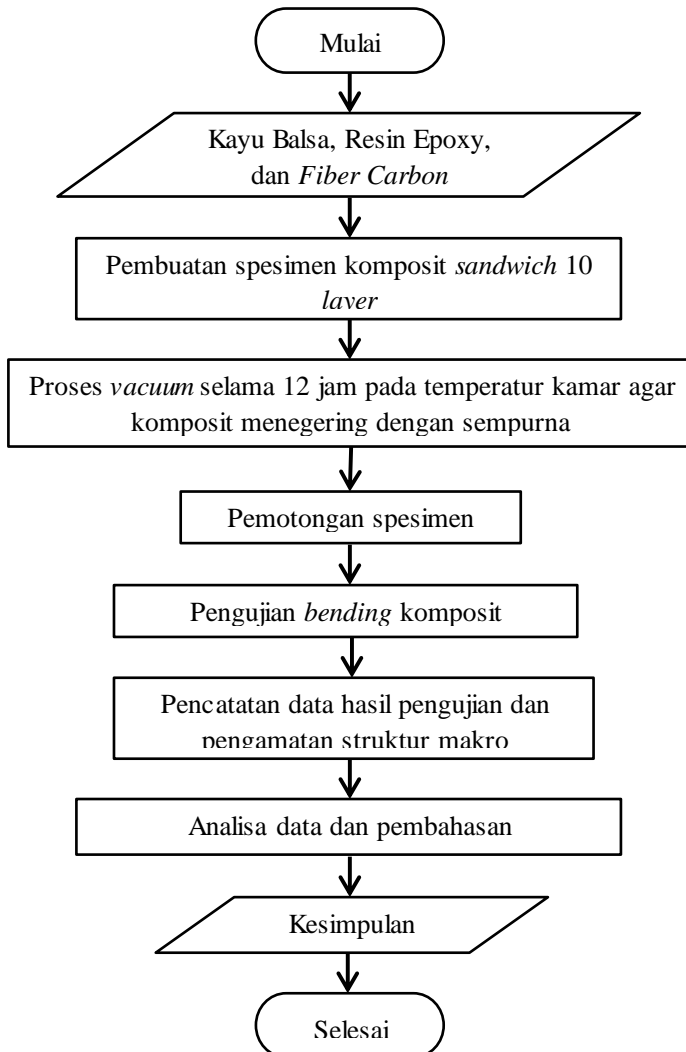 Mulai
Kayu Balsa, Resin Epoxy,
dan Fiber Carbon
Pembuatan spesimen komposit sandwich 10
layer
Proses vacuum selama 12 jam pada temperatur kamar agar
komposit menegering dengan sempurna
Pemotongan spesimen
Pengujian bending komposit
Pencatatan data hasil pengujian dan
pengamatan struktur makro
Analisa data dan pembahasan
Kesimpulan
Selesai